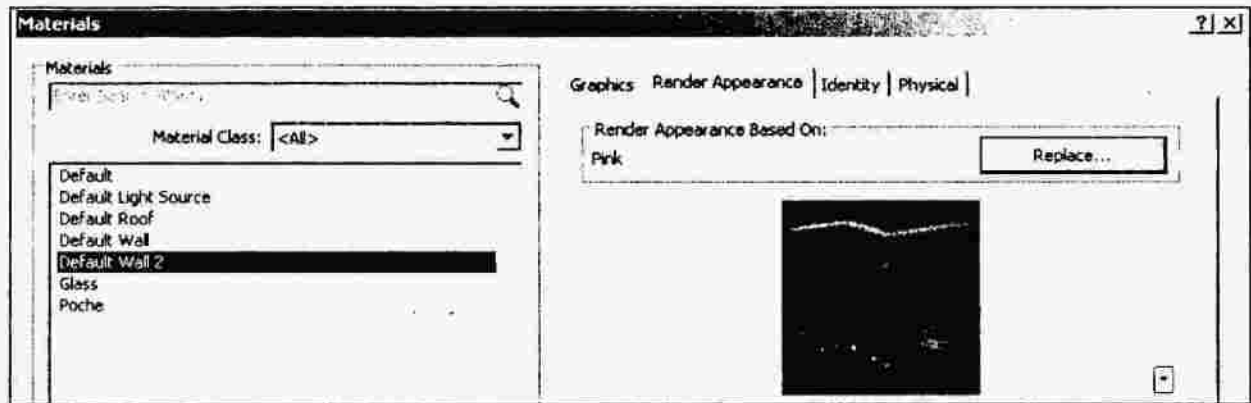 Materials
Materials
Material Class: <All>
Default
Default Light Source
Default Roof
Default Wall
Default Wall 2
Glass
Poche
Graphics Render Appearance Identity Physical
Render Appearance Based On:
Pink
Replace...